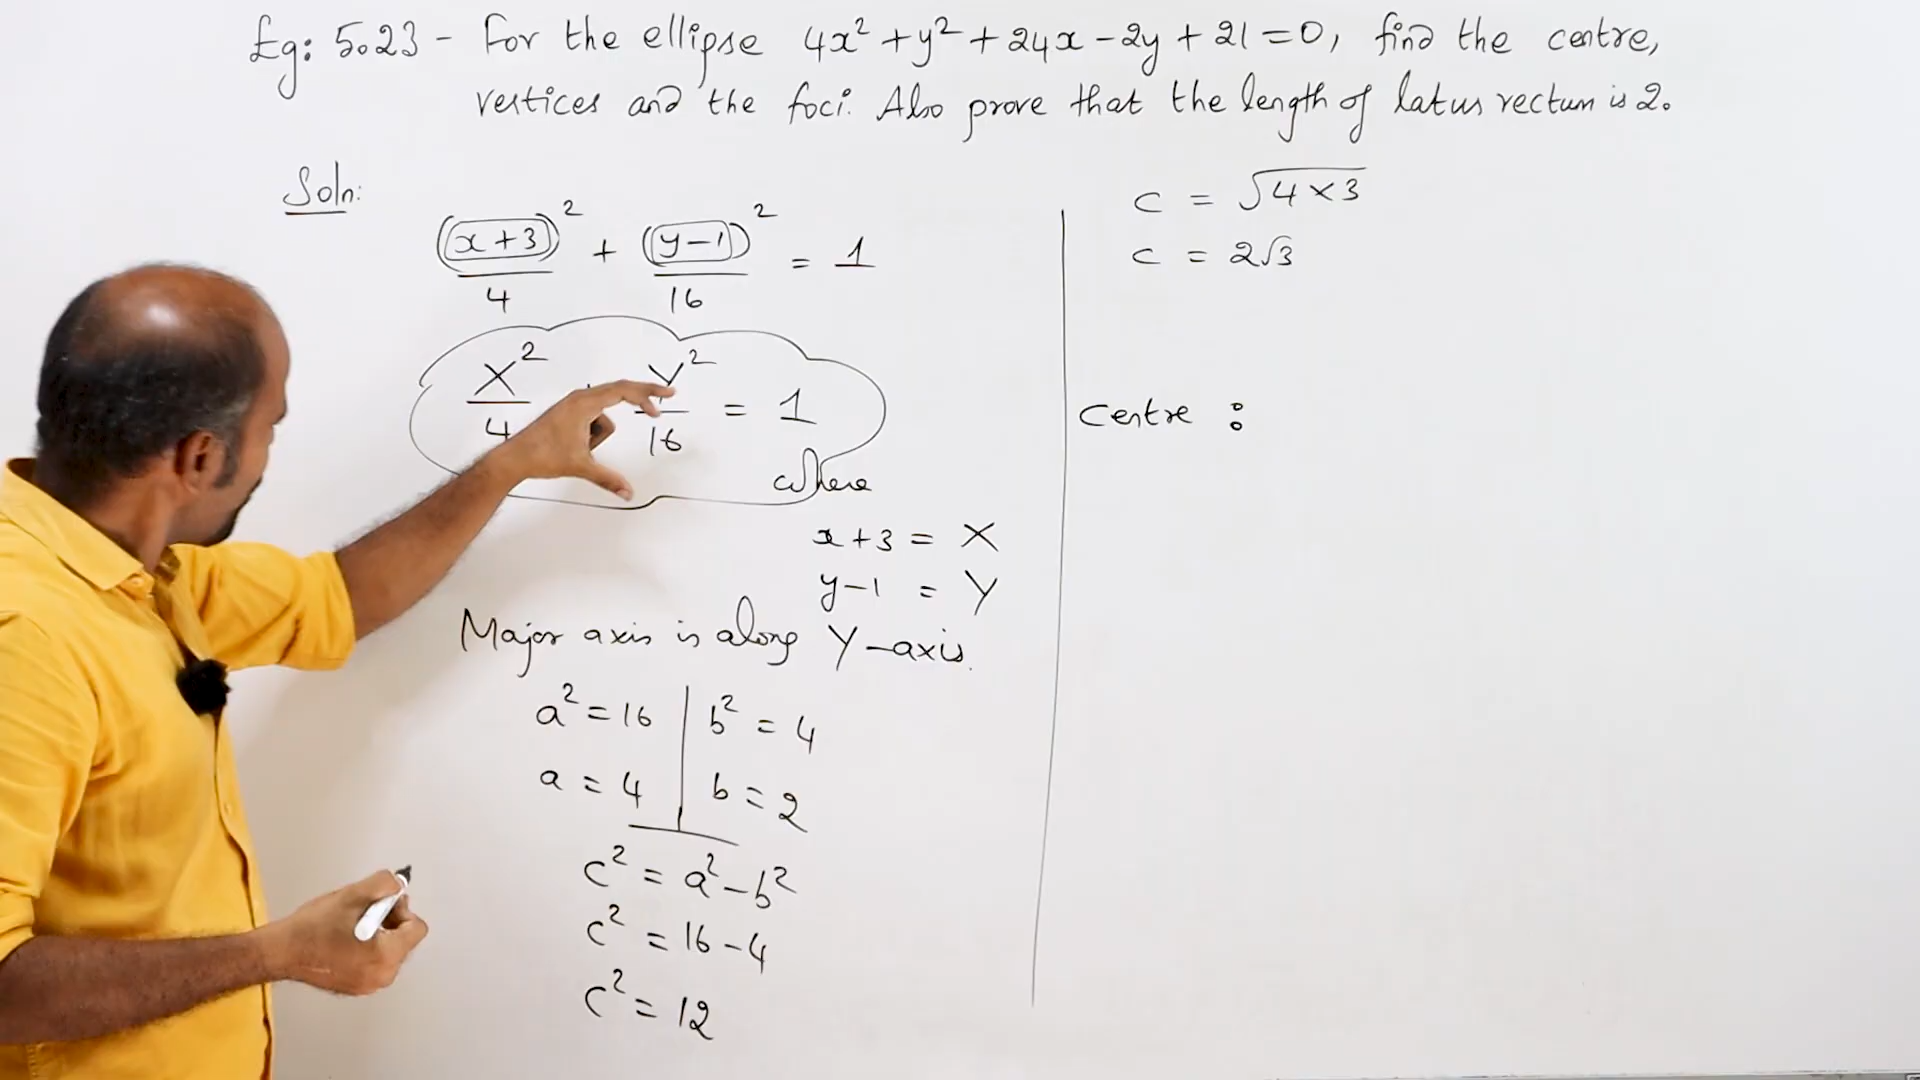 Eg: 5.23 - For the ellipse 4x² + y² + 24x - 2y + 21 = 0, find the centre,
vertices and the foci. Also prove that the length of latus rectum is 2.
Soln:
(x+3)²/4 + (y-1)²/16 = 1
X²/4 + Y²/16 = 1
where
x+3 = X
y-1 = Y
Major axis is along Y-axis.
a² = 16 | b² = 4
a = 4 | b = 2
c² = a² - b²
c² = 16 - 4
c² = 12
c = √(4×3)
c = 2√3
Centre :